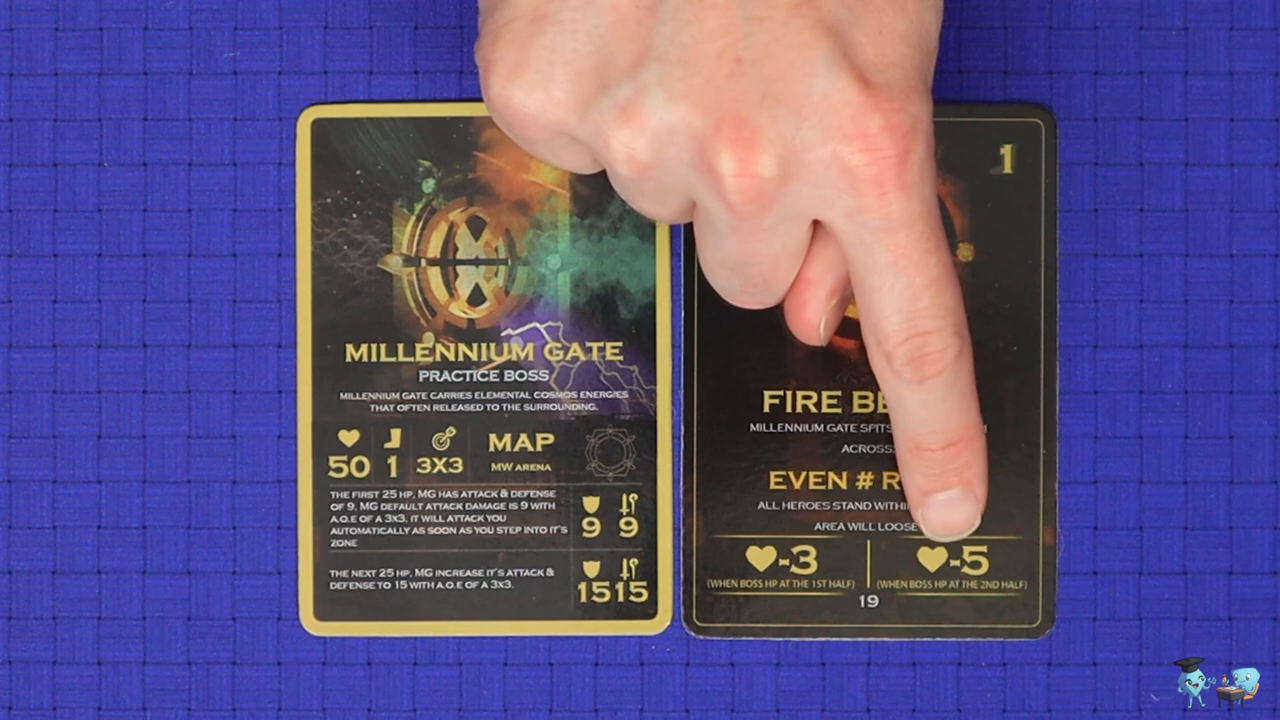 MILLENNIUM GATE
PRACTICE BOSS
MILLENNIUM GATE CARRIES ELEMENTAL COSMOS ENERGIES
THAT OFTEN RELEASED TO THE SURROUNDING.
50 1 3X3 MAP
MW ARENA
THE FIRST 25 HP, MG HAS ATTACK & DEFENSE
OF 9. MG DEFAULT ATTACK DAMAGE IS 9 WITH
A.O.E OF A 3X3. IT WILL ATTACK YOU
AUTOMATICALLY AS SOON AS YOU STEP INTO IT'S
ZONE
9 9
THE NEXT 25 HP, MG INCREASE IT'S ATTACK &
DEFENSE TO 15 WITH A.O.E OF A 3X3.
15 15
1
FIRE
MILLENNIUM GATE SPITS
ACROSS
EVEN #
ALL HEROES STAND WITHIN
AREA WILL LOOSE
-3 -5
(WHEN BOSS HP AT THE 1ST HALF) (WHEN BOSS HP AT THE 2ND HALF)
19